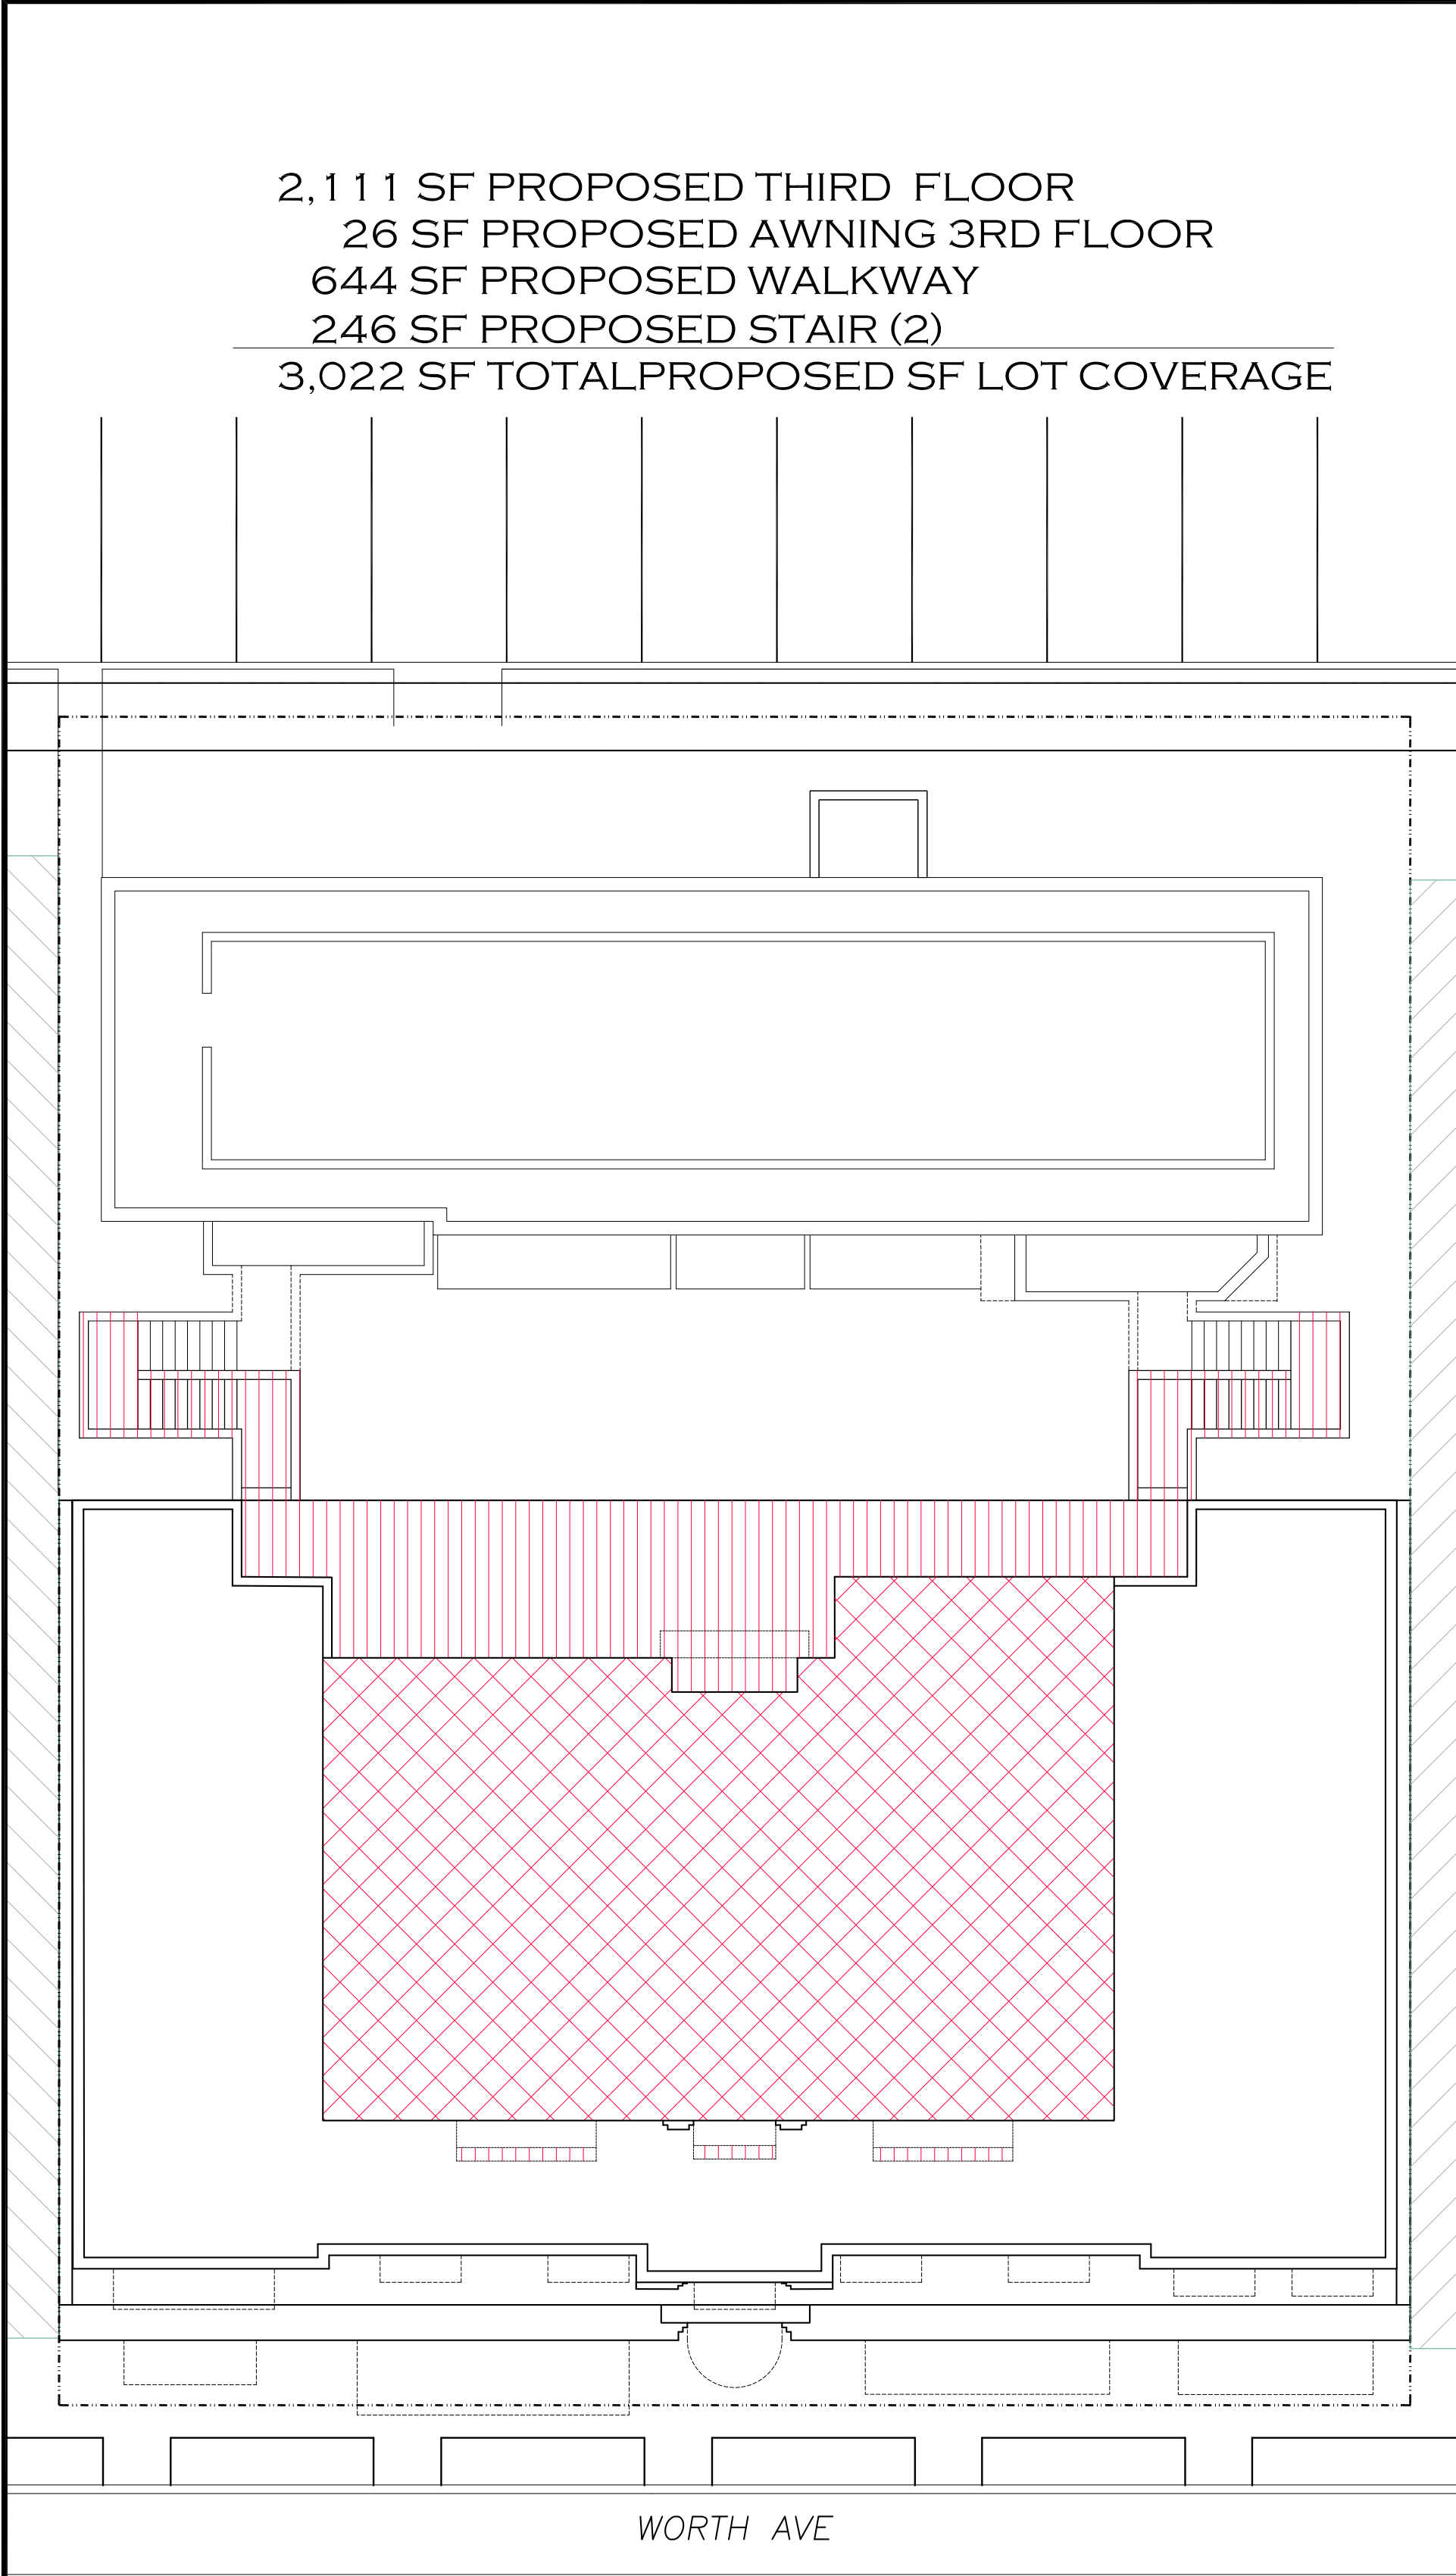 2,111 SF PROPOSED THIRD FLOOR
26 SF PROPOSED AWNING 3RD FLOOR
644 SF PROPOSED WALKWAY
246 SF PROPOSED STAIR (2)
3,022 SF TOTALPROPOSED SF LOT COVERAGE
WORTH AVE